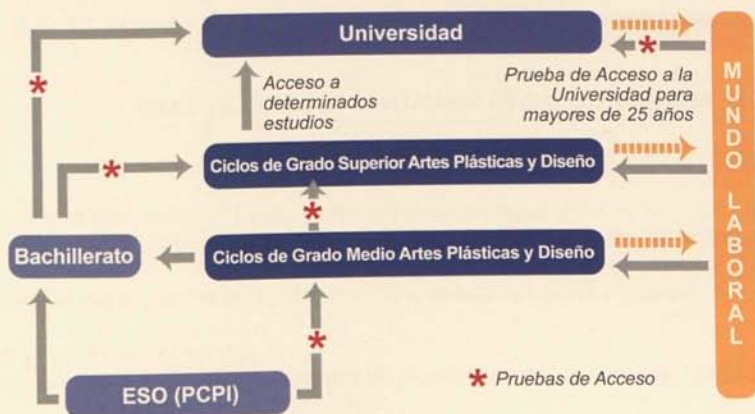 Universidad
Acceso a
determinados
estudios
Prueba de Acceso a la
Universidad para
mayores de 25 años
Ciclos de Grado Superior Artes Plásticas y Diseño
Bachillerato
Ciclos de Grado Medio Artes Plásticas y Diseño
ESO (PCPI)
* Pruebas de Acceso
MUNDO LABORAL